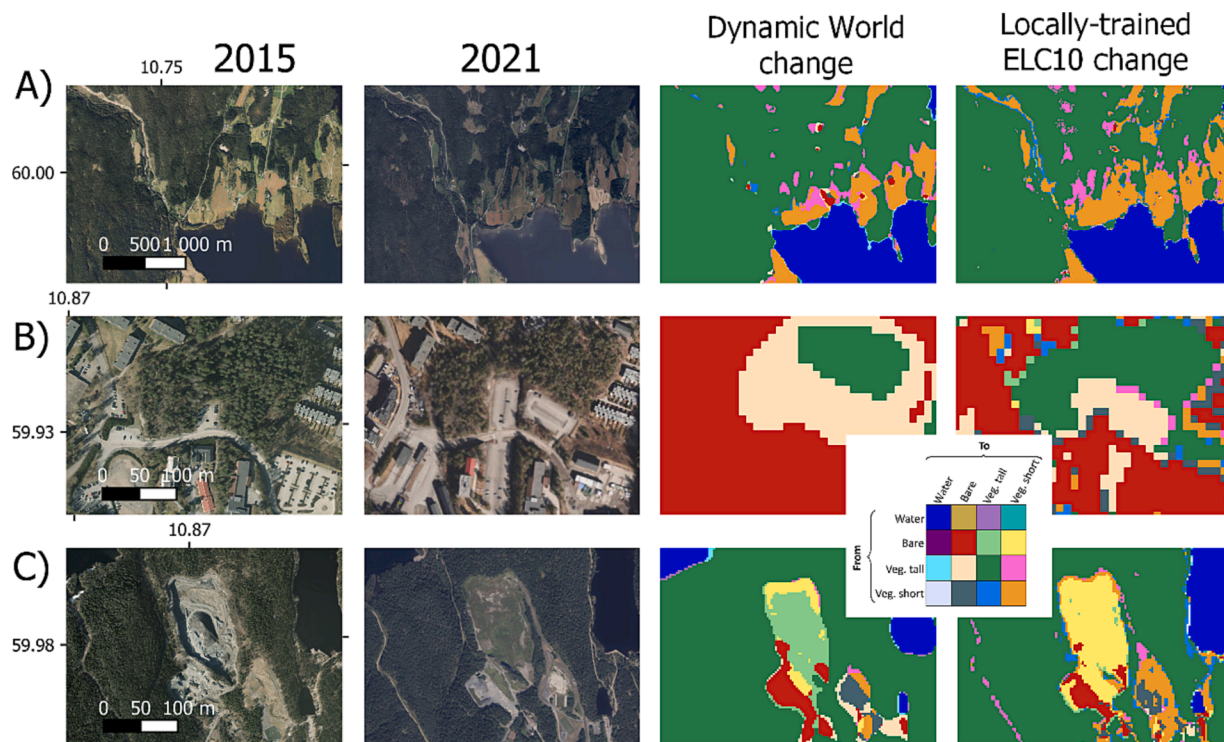 2015
2021
Dynamic World
change
Locally-trained
ELC10 change
A)
10.75
60.00
0 500 1 000 m
10.87
B)
59.93
0 50 100 m
To
Water
Bare
Veg. tall
Veg. short
From
Water
Bare
Veg. tall
Veg. short
C)
10.87
59.98
0 50 100 m